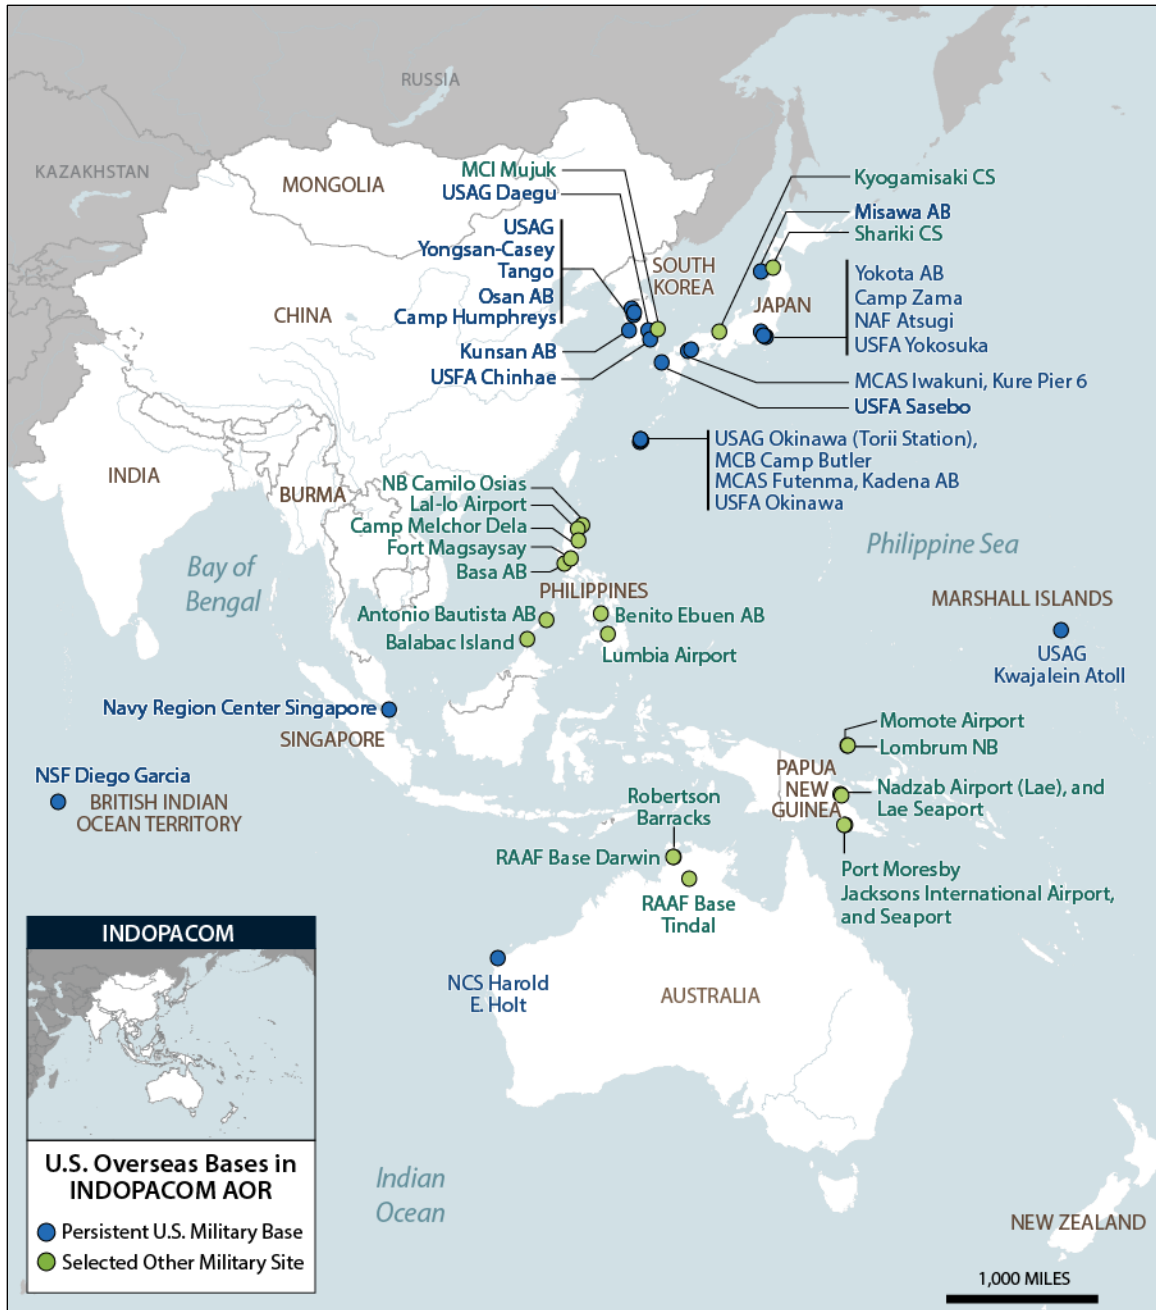 RUSSIA
KAZAKHSTAN
MONGOLIA
MCI Mujuk
USAG Daegu
USAG
Yongsan-Casey
Tango
Osan AB
Camp Humphreys
Kunsan AB
USFA Chinhae
SOUTH
KOREA
CHINA
JAPAN
Kyogamisaki CS
Misawa AB
Shariki CS
Yokota AB
Camp Zama
NAF Atsugi
USFA Yokosuka
MCAS Iwakuni, Kure Pier 6
USFA Sasebo
USAG Okinawa (Torii Station),
MCB Camp Butler
MCAS Futenma, Kadena AB
USFA Okinawa
INDIA
BURMA
NB Camilo Osias
Lal-lo Airport
Camp Melchor Dela
Fort Magsaysay
Basa AB
Philippine Sea
Bay of
Bengal
PHILIPPINES
Antonio Bautista AB
Balabac Island
Benito Ebuen AB
Lumbia Airport
MARSHALL ISLANDS
USAG
Kwajalein Atoll
Navy Region Center Singapore
SINGAPORE
NSF Diego Garcia
BRITISH INDIAN
OCEAN TERRITORY
Momote Airport
Lombrum NB
PAPUA
NEW
GUINEA
Nadzab Airport (Lae), and
Lae Seaport
Robertson
Barracks
RAAF Base Darwin
RAAF Base
Tindal
Port Moresby
Jacksons International Airport,
and Seaport
NCS Harold
E. Holt
AUSTRALIA
INDOPACOM
U.S. Overseas Bases in
INDOPACOM AOR
Persistent U.S. Military Base
Selected Other Military Site
Indian
Ocean
NEW ZEALAND
1,000 MILES